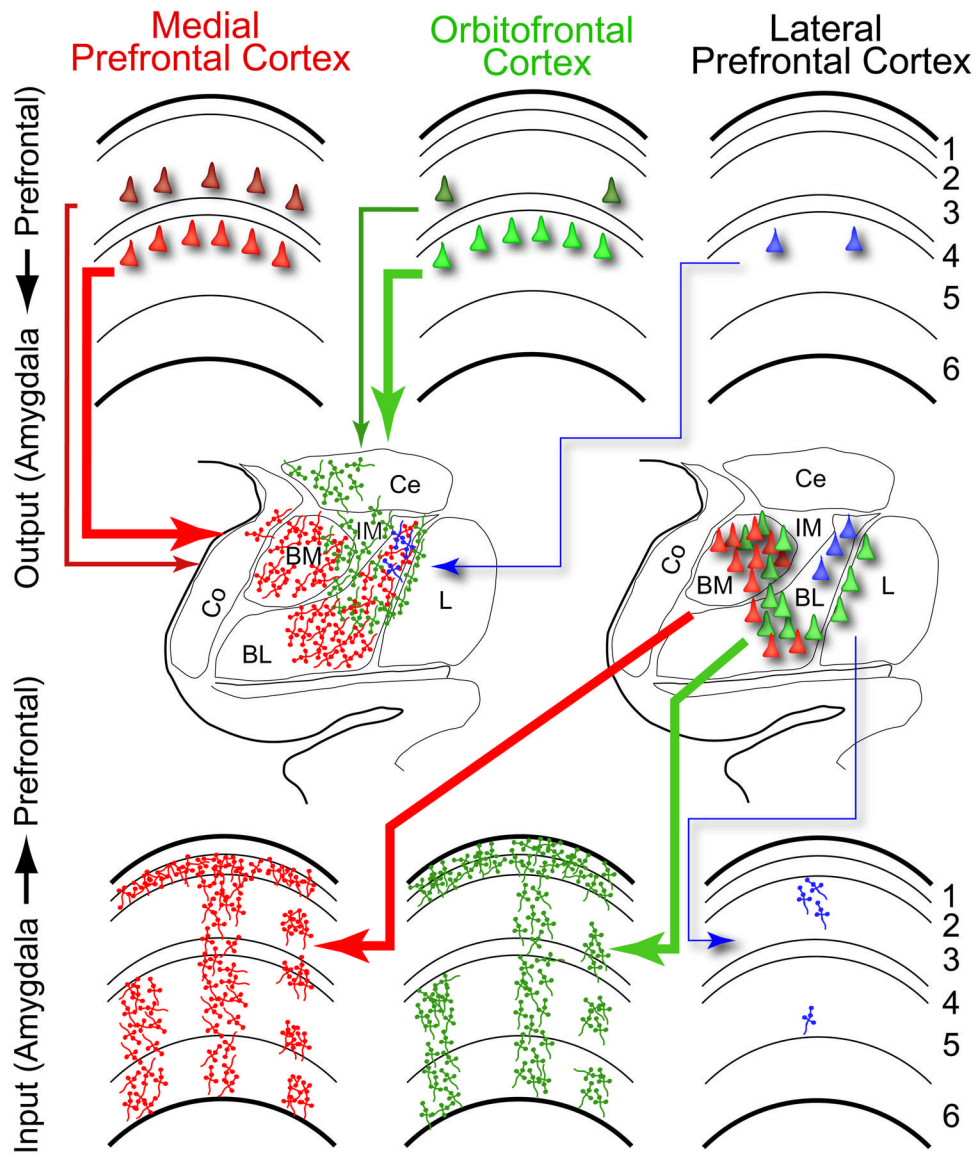 Medial
Prefrontal Cortex
Orbitofrontal
Cortex
Lateral
Prefrontal Cortex
Output (Amygdala ← Prefrontal)
1
2
3
4
5
6
Ce
IM
BM
Co
L
BL
Ce
IM
Co
BM
BL
L
Input (Amygdala → Prefrontal)
1
2
3
4
5
6